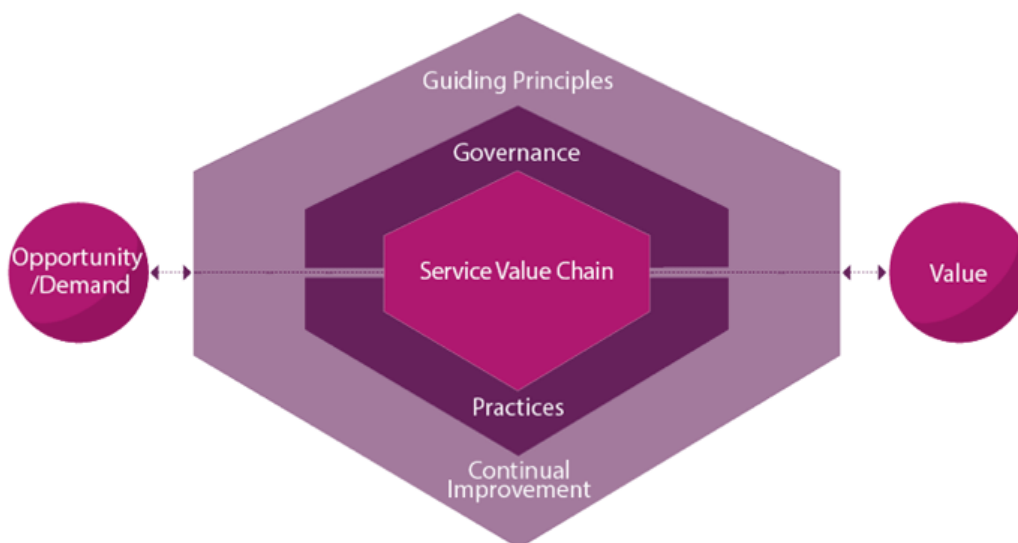 Guiding Principles
Governance
Opportunity
/Demand
Service Value Chain
Value
Practices
Continual
Improvement